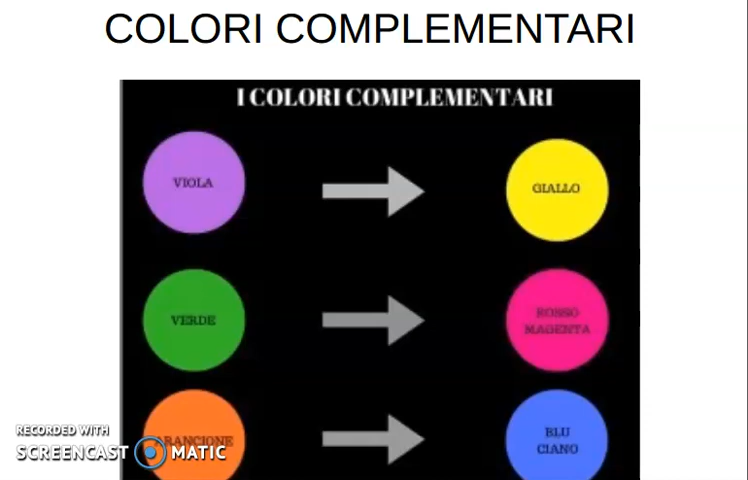 COLORI COMPLEMENTARI
I COLORI COMPLEMENTARI
VIOLA
GIALLO
VERDE
ROSSO
MAGENTA
ARANCIONE
BLU
CIANO
RECORDED WITH
SCREENCAST MATIC